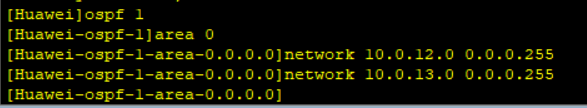 [Huawei]ospf 1
[Huawei-ospf-1]area 0
[Huawei-ospf-1-area-0.0.0.0]network 10.0.12.0 0.0.0.255
[Huawei-ospf-1-area-0.0.0.0]network 10.0.13.0 0.0.0.255
[Huawei-ospf-1-area-0.0.0.0]